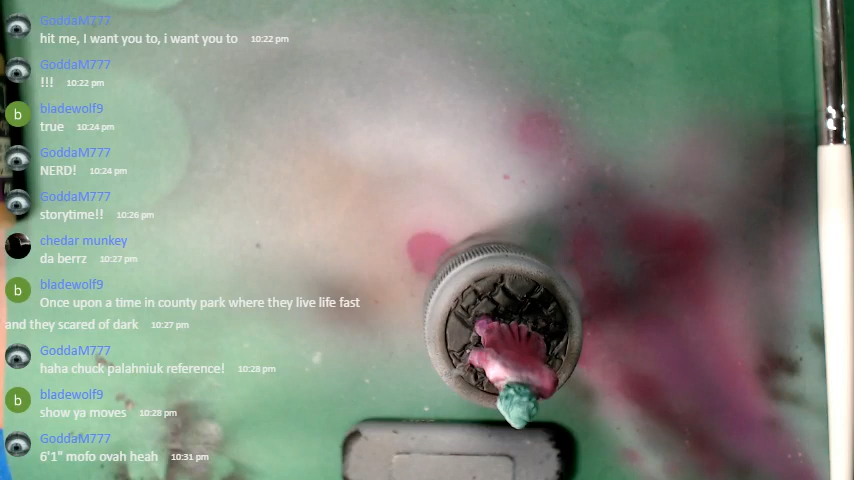 GoddaM777
hit me, I want you to, i want you to 10:22 pm
GoddaM777
!!! 10:22 pm
b bladewolf9
true 10:24 pm
GoddaM777
NERD! 10:24 pm
GoddaM777
storytime!! 10:26 pm
chedar munkey
da berrz 10:27 pm
b bladewolf9
Once upon a time in county park where they live life fast
and they scared of dark 10:27 pm
GoddaM777
haha chuck palahniuk reference! 10:28 pm
b bladewolf9
show ya moves 10:28 pm
GoddaM777
6'1" mofo ovah heah 10:31 pm